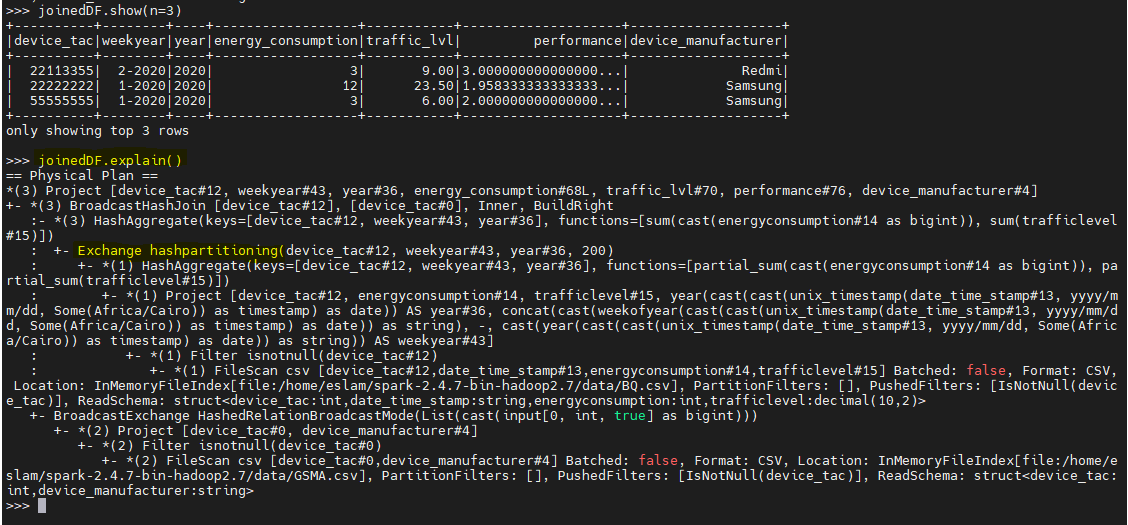 >>> joinedDF.show(n=3)
+----------+--------+----+------------------+-----------+--------------------+-------------------+
|device_tac|weekyear|year|energy_consumption|traffic_lvl|         performance|device_manufacturer|
+----------+--------+----+------------------+-----------+--------------------+-------------------+
|  22113355|  2-2020|2020|                 3|       9.00|3.000000000000000...|              Redmi|
|  22222222|  1-2020|2020|                12|      23.50|1.958333333333333...|            Samsung|
|  55555555|  1-2020|2020|                 3|       6.00|2.000000000000000...|            Samsung|
+----------+--------+----+------------------+-----------+--------------------+-------------------+
only showing top 3 rows
>>> joinedDF.explain()
== Physical Plan ==
*(3) Project [device_tac#12, weekyear#43, year#36, energy_consumption#68L, traffic_lvl#70, performance#76, device_manufacturer#4]
+- *(3) BroadcastHashJoin [device_tac#12], [device_tac#0], Inner, BuildRight
   :- *(3) HashAggregate(keys=[device_tac#12, weekyear#43, year#36], functions=[sum(cast(energyconsumption#14 as bigint)), sum(trafficlevel
#15)])
   :  +- Exchange hashpartitioning(device_tac#12, weekyear#43, year#36, 200)
   :     +- *(1) HashAggregate(keys=[device_tac#12, weekyear#43, year#36], functions=[partial_sum(cast(energyconsumption#14 as bigint)), pa
rtial_sum(trafficlevel#15)])
   :        +- *(1) Project [device_tac#12, energyconsumption#14, trafficlevel#15, year(cast(cast(unix_timestamp(date_time_stamp#13, yyyy/m
m/dd, Some(Africa/Cairo)) as timestamp) as date)) AS year#36, concat(cast(weekofyear(cast(cast(unix_timestamp(date_time_stamp#13, yyyy/mm/d
d, Some(Africa/Cairo)) as timestamp) as date)) as string), -, cast(year(cast(cast(unix_timestamp(date_time_stamp#13, yyyy/mm/dd, Some(Afric
a/Cairo)) as timestamp) as date)) as string)) AS weekyear#43]
   :           +- *(1) Filter isnotnull(device_tac#12)
   :              +- *(1) FileScan csv [device_tac#12,date_time_stamp#13,energyconsumption#14,trafficlevel#15] Batched: false, Format: CSV,
 Location: InMemoryFileIndex[file:/home/eslam/spark-2.4.7-bin-hadoop2.7/data/BQ.csv], PartitionFilters: [], PushedFilters: [IsNotNull(devic
e_tac)], ReadSchema: struct<device_tac:int,date_time_stamp:string,energyconsumption:int,trafficlevel:decimal(10,2)>
   +- BroadcastExchange HashedRelationBroadcastMode(List(cast(input[0, int, true] as bigint)))
      +- *(2) Project [device_tac#0, device_manufacturer#4]
         +- *(2) Filter isnotnull(device_tac#0)
            +- *(2) FileScan csv [device_tac#0,device_manufacturer#4] Batched: false, Format: CSV, Location: InMemoryFileIndex[file:/home/e
slam/spark-2.4.7-bin-hadoop2.7/data/GSMA.csv], PartitionFilters: [], PushedFilters: [IsNotNull(device_tac)], ReadSchema: struct<device_tac:
int,device_manufacturer:string>
>>>